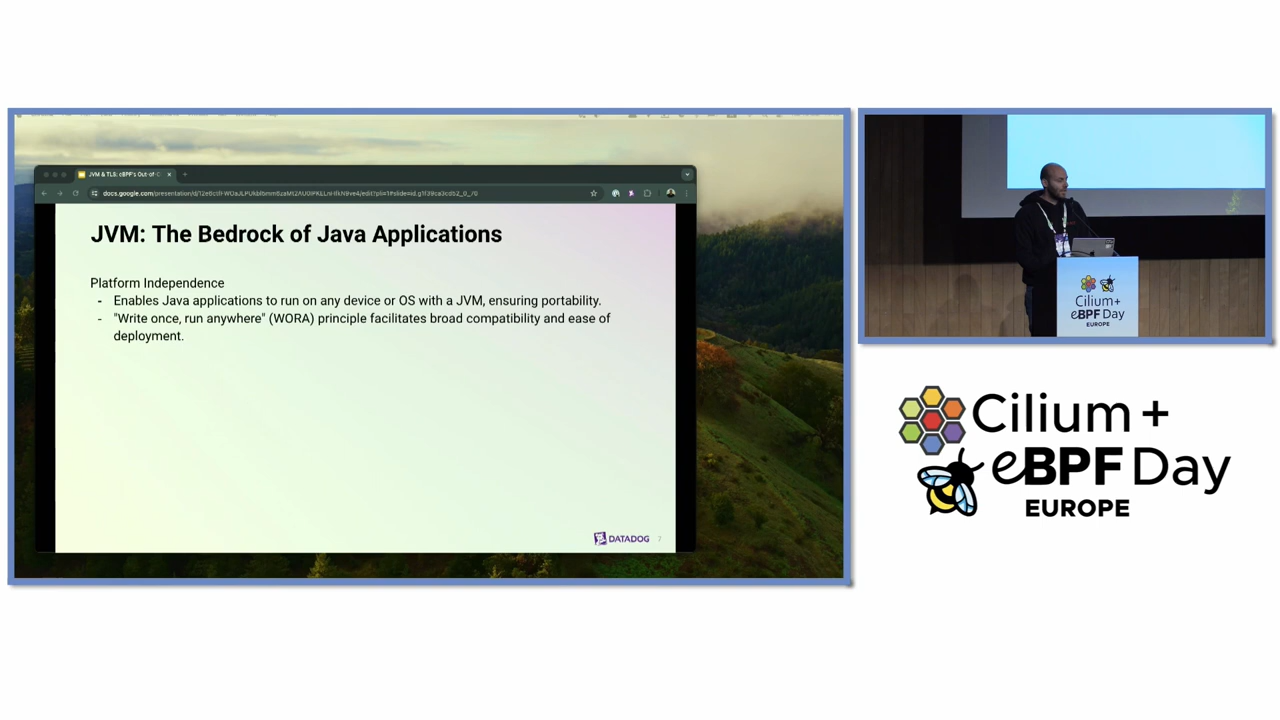 JVM & TLS: eBPF's Out-of-
JVM: The Bedrock of Java Applications
Platform Independence
- Enables Java applications to run on any device or OS with a JVM, ensuring portability.
- "Write once, run anywhere" (WORA) principle facilitates broad compatibility and ease of
deployment.
DATADOG 7
Cilium+
eBPF Day
EUROPE
Cilium +
eBPF Day
EUROPE